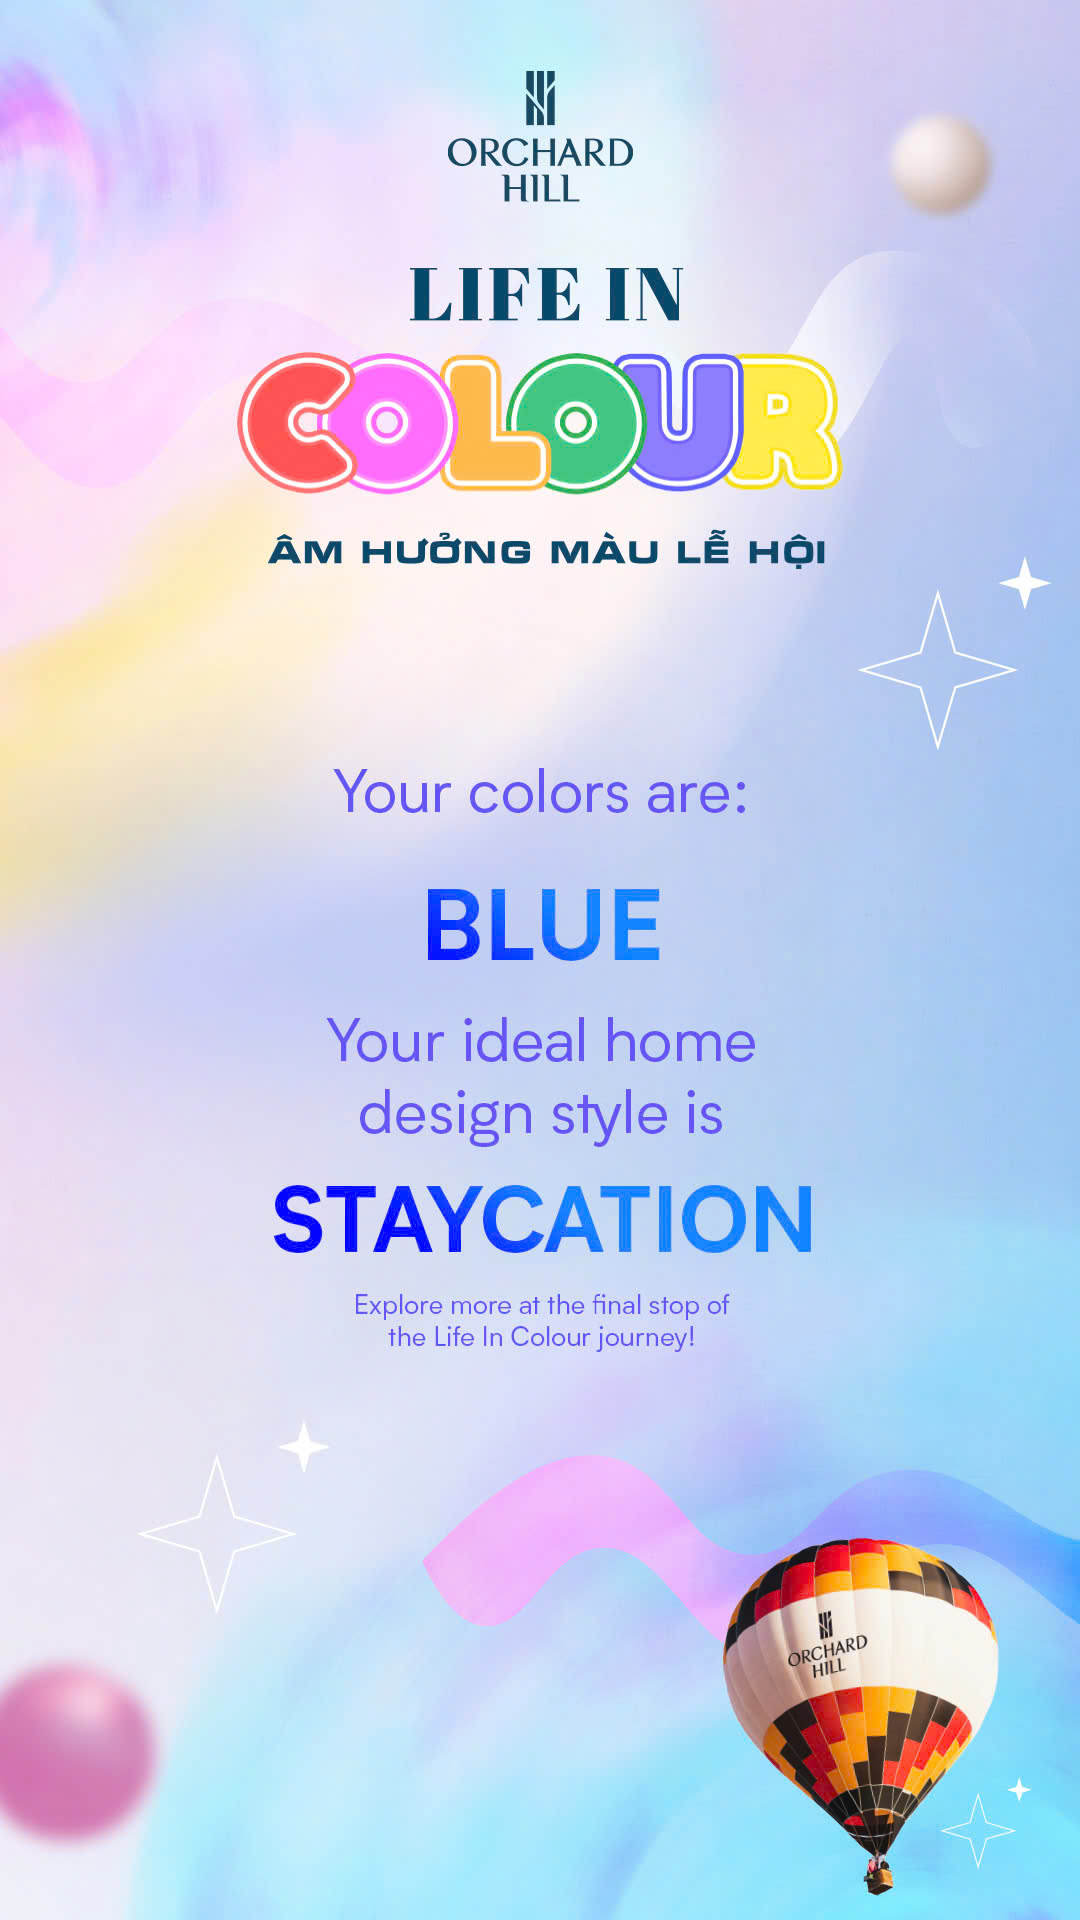 ORCHARD
HILL
LIFE IN
COLOUR
ÂM HƯỞNG MÀU LỄ HỘI
Your colors are:
BLUE
Your ideal home
design style is
STAYCATION
Explore more at the final stop of
the Life In Colour journey!
ORCHARD
HILL